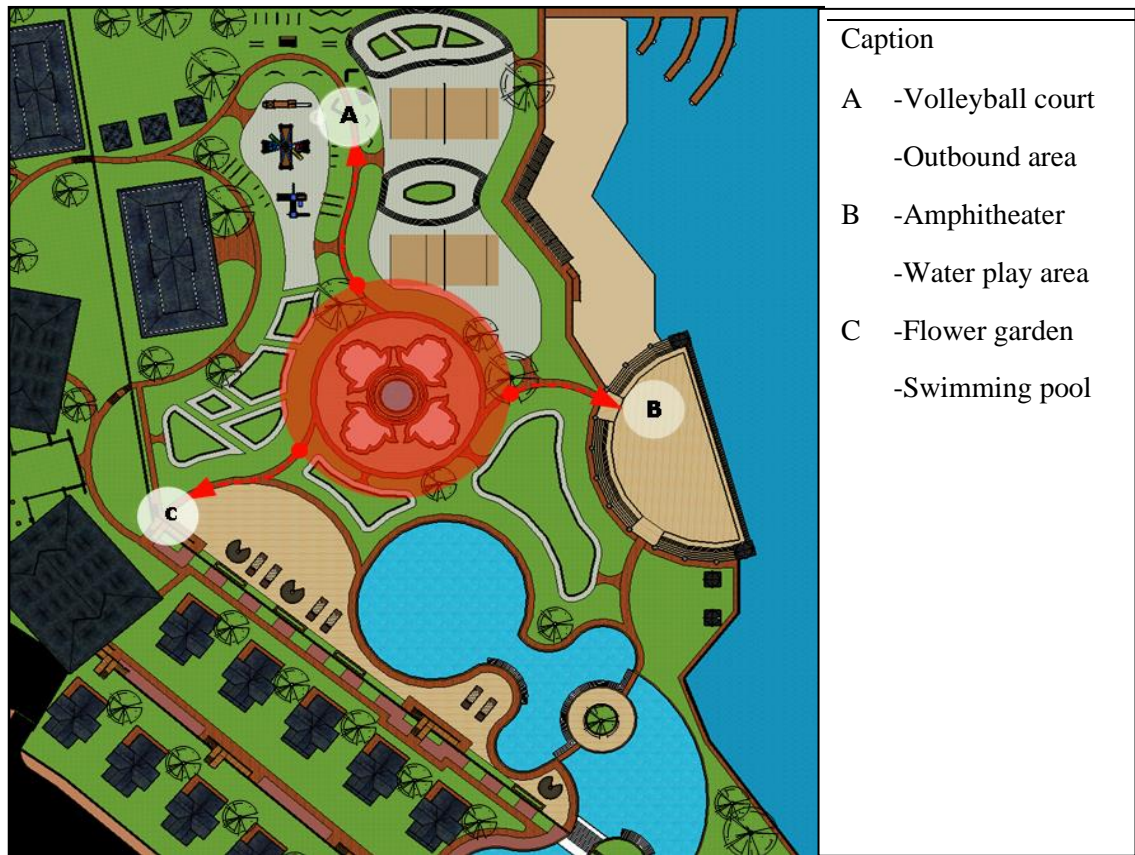 A
B
C
Caption
A -Volleyball court
-Outbound area
B -Amphitheater
-Water play area
C -Flower garden
-Swimming pool